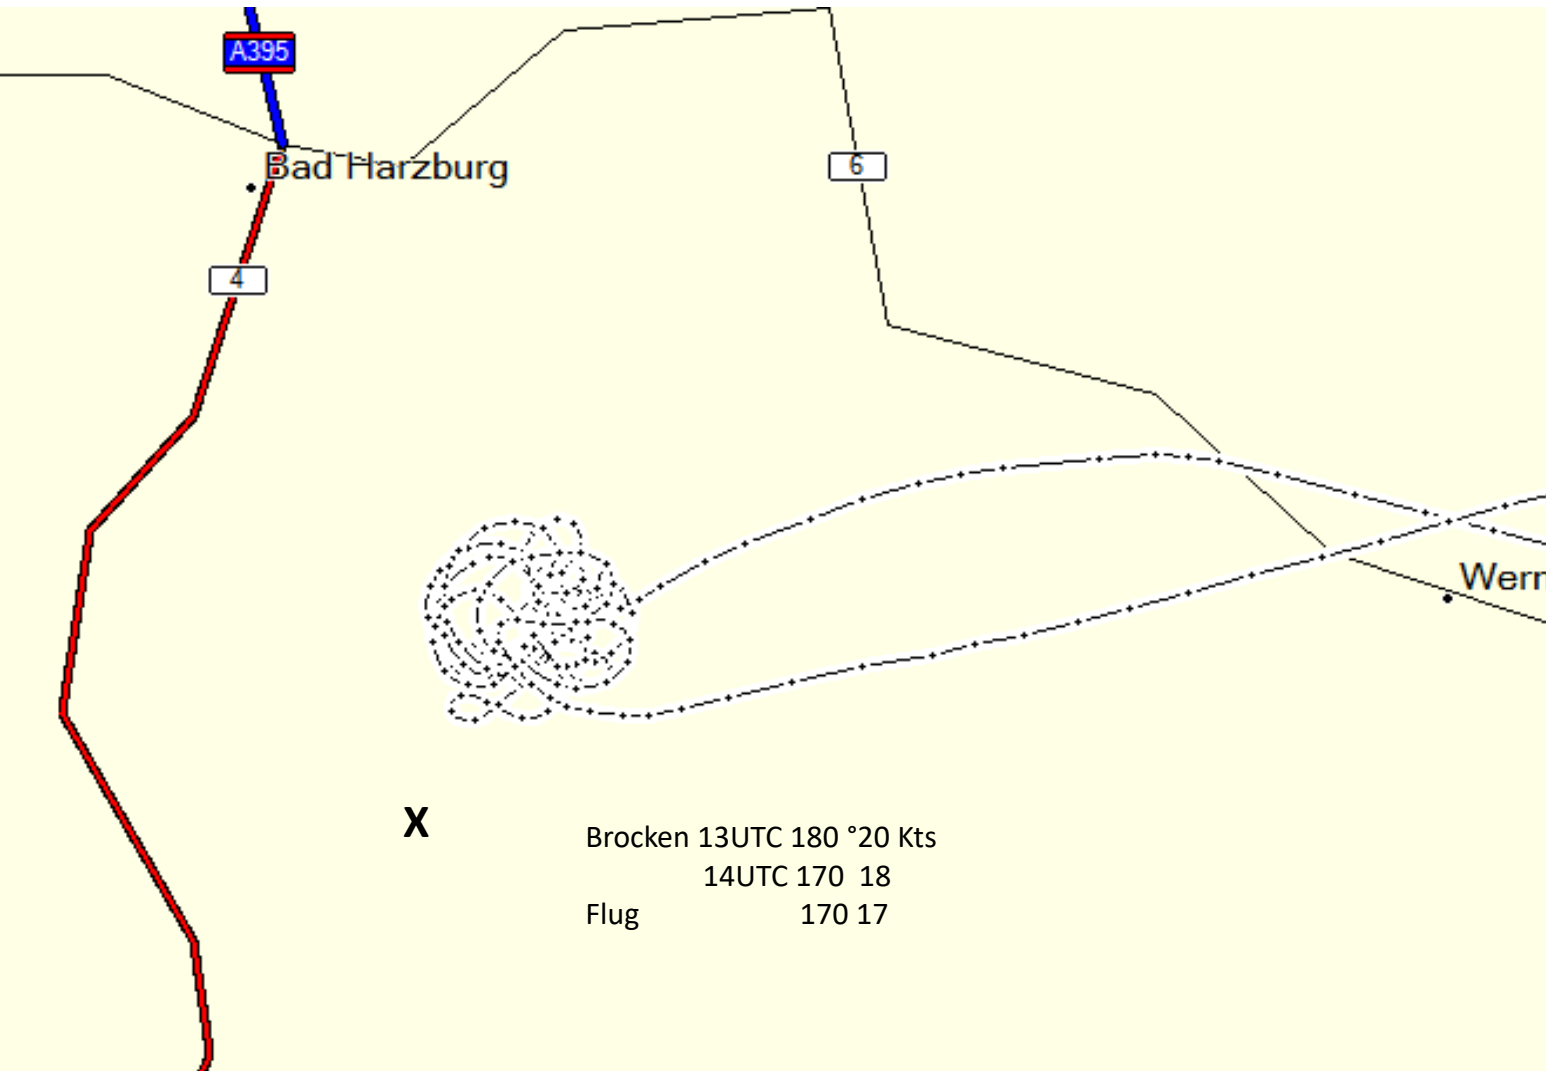 A395
Bad Harzburg
6
4
Wern
X
Brocken 13UTC 180 °20 Kts
14UTC 170 18
Flug 170 17